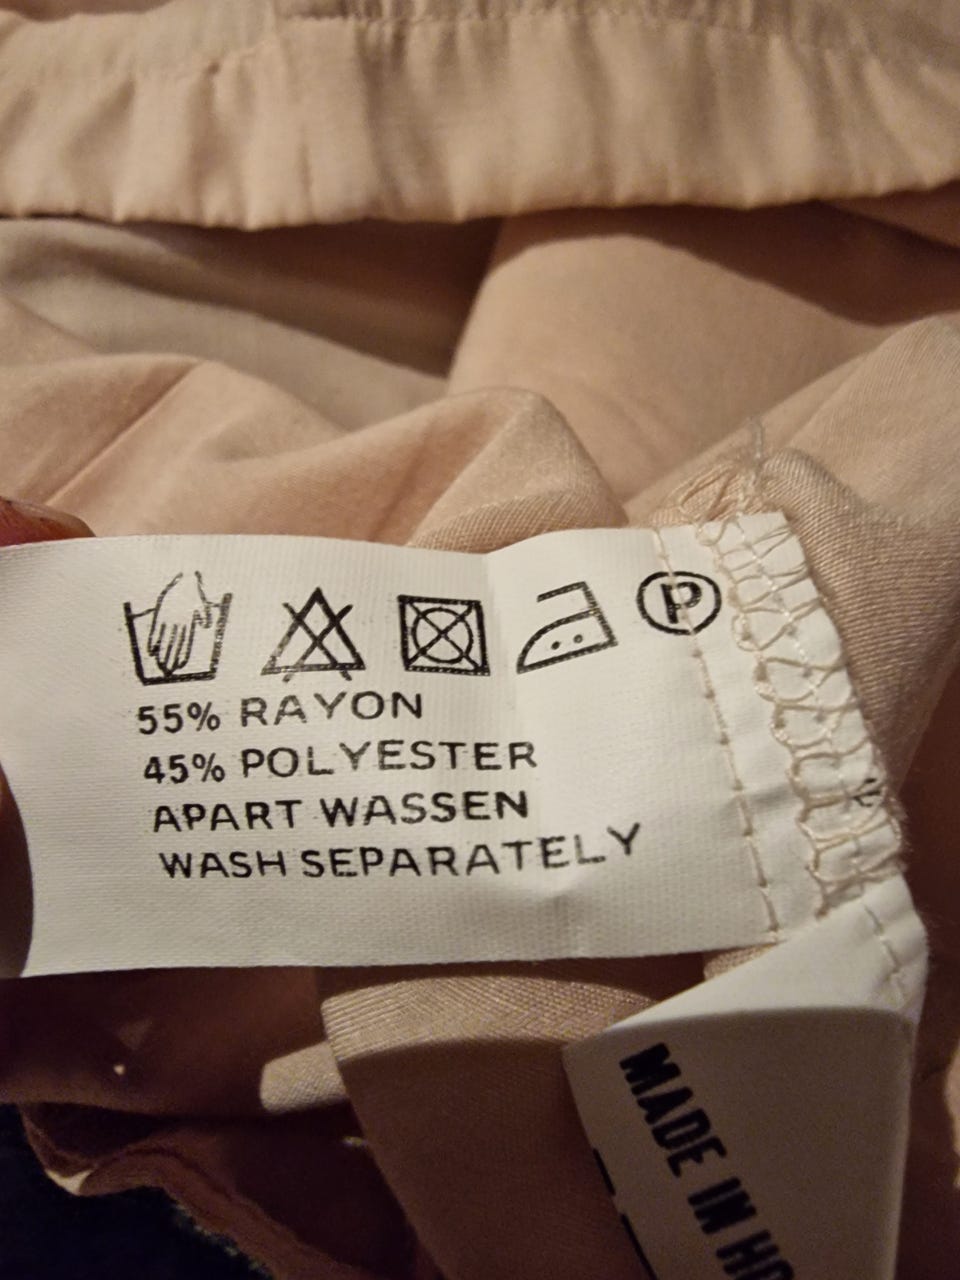 P
55% RAYON
45% POLYESTER
APART WASSEN
WASH SEPARATELY
MADE IN